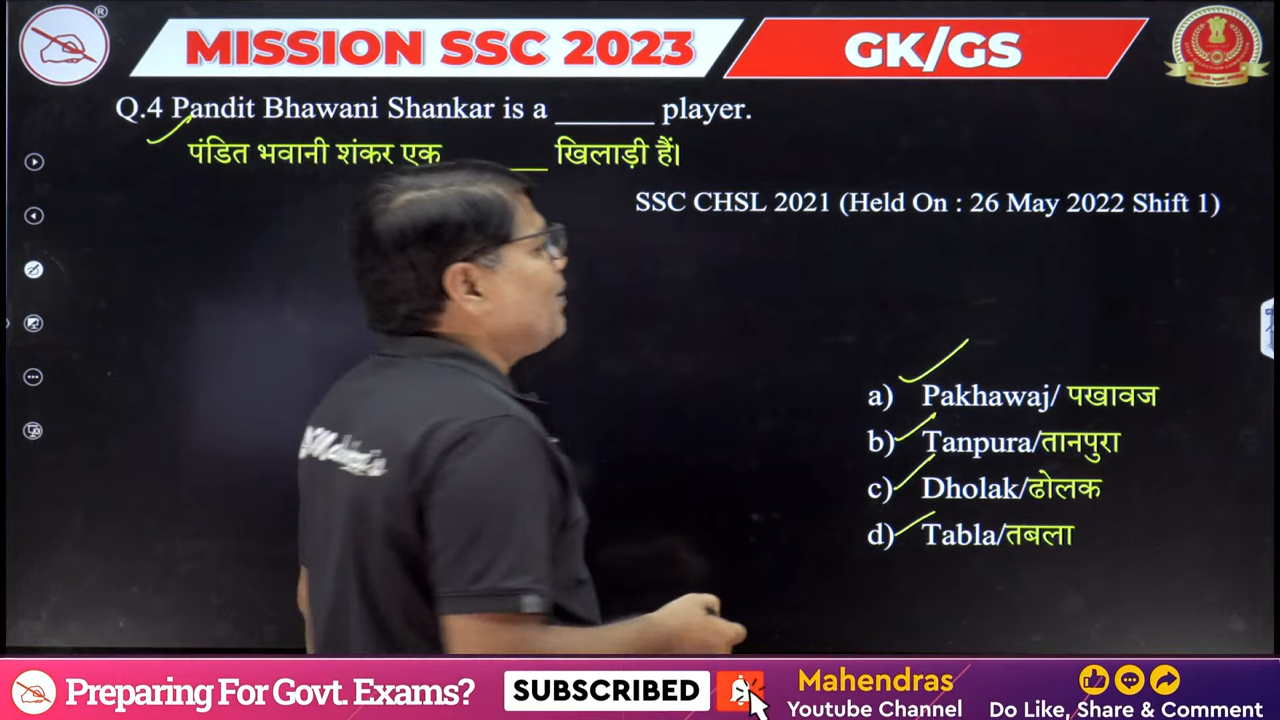 ®
MISSION SSC 2023
GK/GS
Q.4 Pandit Bhawani Shankar is a ______ player.
पंडित भवानी शंकर एक ______ खिलाड़ी हैं।
SSC CHSL 2021 (Held On : 26 May 2022 Shift 1)
a) Pakhawaj/ पखावज
b) Tanpura/तानपुरा
c) Dholak/ढोलक
d) Tabla/तबला
Preparing For Govt. Exams?
SUBSCRIBED
Mahendras
Youtube Channel
Do Like, Share & Comment